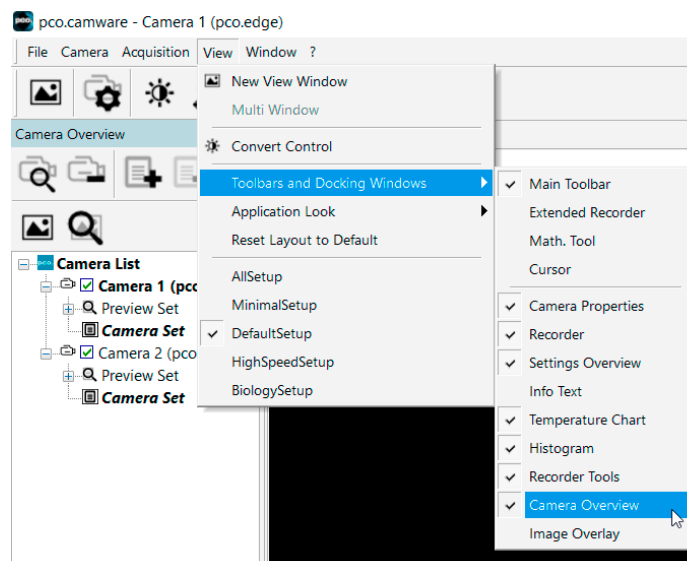 pco.
pco.camware - Camera 1 (pco.edge)
File Camera Acquisition View Window ?
Camera Overview
pco.
Camera List
Camera 1 (pco
Preview Set
Camera Set
Camera 2 (pco
Preview Set
Camera Set
New View Window
Multi Window
Convert Control
Toolbars and Docking Windows
Application Look
Reset Layout to Default
AllSetup
MinimalSetup
DefaultSetup
HighSpeedSetup
BiologySetup
Main Toolbar
Extended Recorder
Math. Tool
Cursor
Camera Properties
Recorder
Settings Overview
Info Text
Temperature Chart
Histogram
Recorder Tools
Camera Overview
Image Overlay